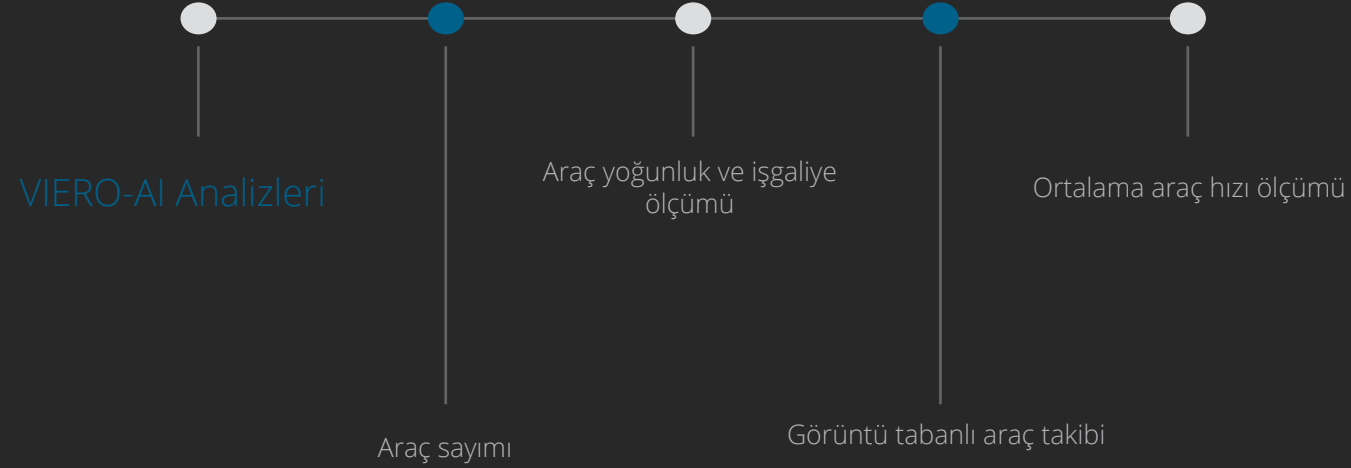 VIERO-AI Analizleri
Araç sayımı
Araç yoğunluk ve işgaliye
ölçümü
Görüntü tabanlı araç takibi
Ortalama araç hızı ölçümü